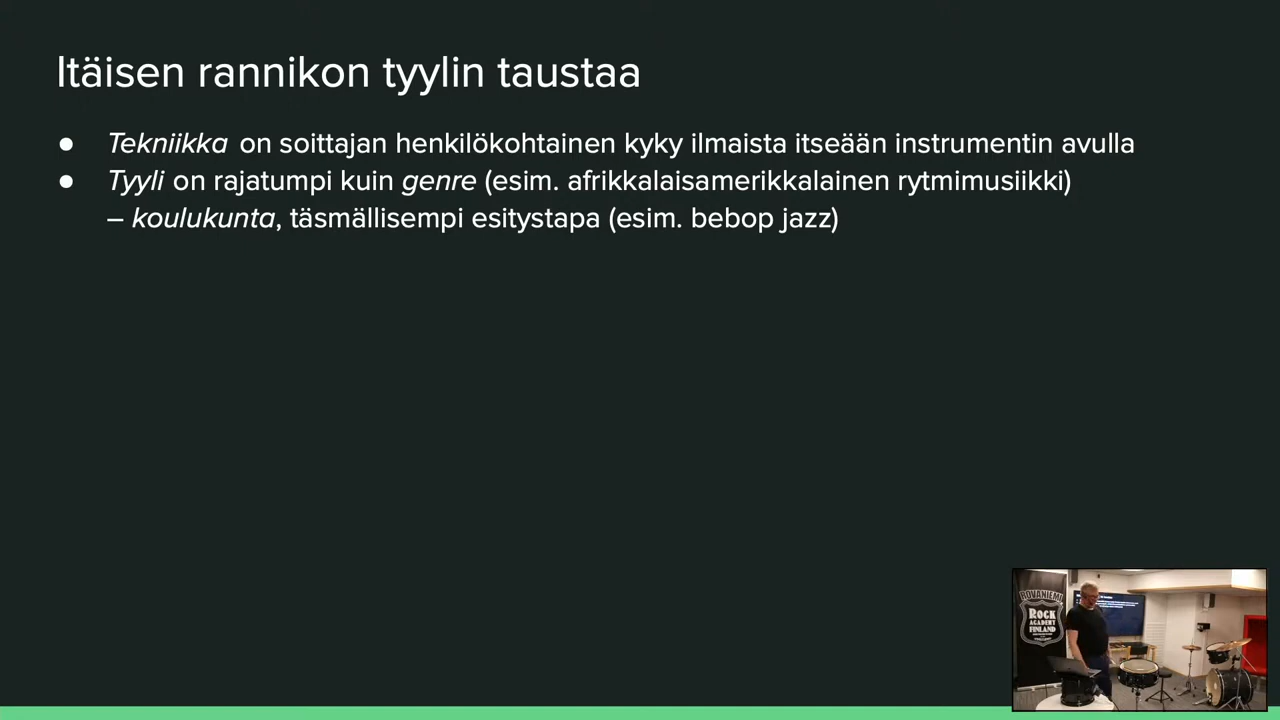 Itäisen rannikon tyylin taustaa
● Tekniikka on soittajan henkilökohtainen kyky ilmaista itseään instrumentin avulla
● Tyyli on rajatumpi kuin genre (esim. afrikkalaisamerikkalainen rytmimusiikki)
– koulukunta, täsmällisempi esitystapa (esim. bebop jazz)
ROVANIEMI
ROCK
ACADEMY
FINLAND